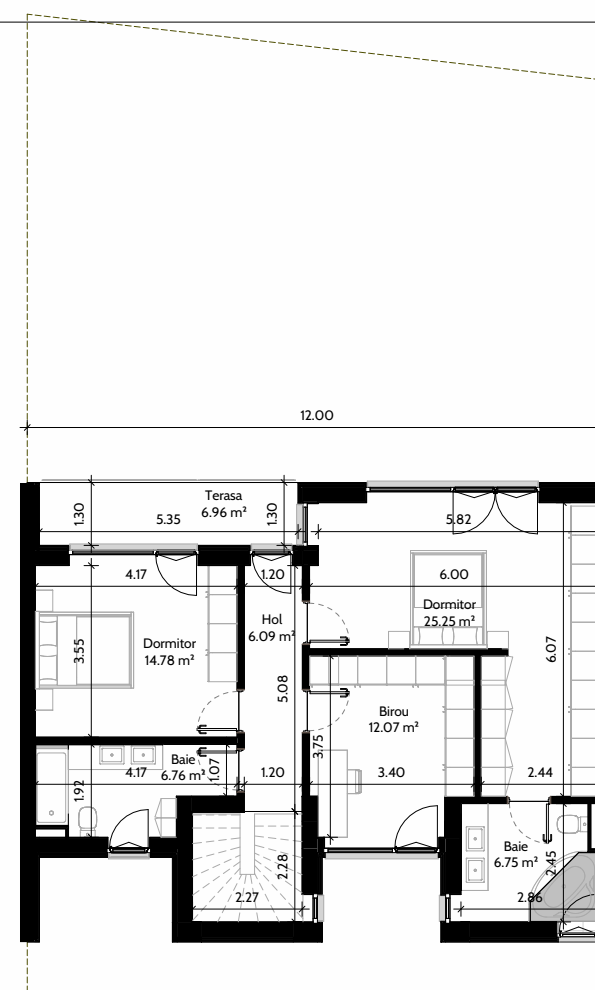 12.00
Terasa
6.96 m²
1.30
1.30
5.35
5.82
4.17
1.20
6.00
Dormitor
25.25 m²
Hol
6.09 m²
Dormitor
14.78 m²
3.55
6.07
5.08
Birou
12.07 m²
3.75
Baie
6.76 m²
4.17
1.07
1.20
3.40
2.44
1.92
Baie
6.75 m²
2.45
2.28
2.27
2.86